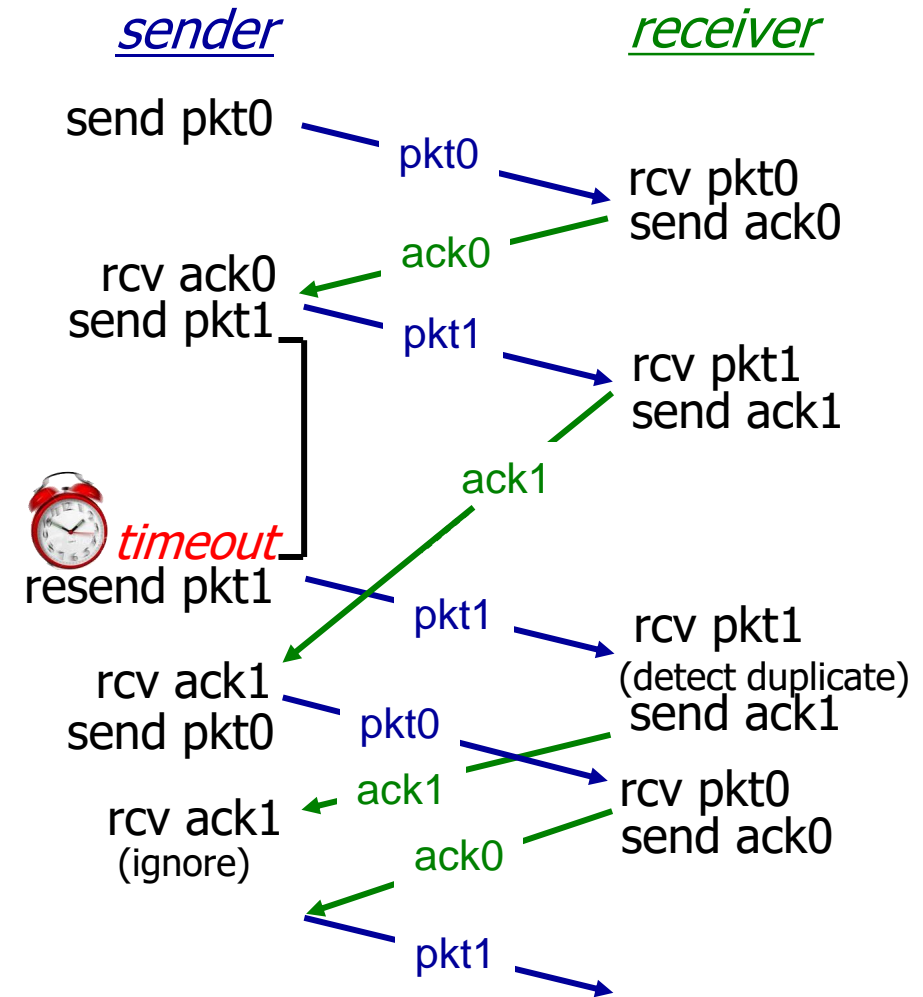 sender receiver
send pkt0
pkt0
rcv pkt0
send ack0
ack0
rcv ack0
send pkt1
pkt1
rcv pkt1
send ack1
ack1
timeout
resend pkt1
pkt1
rcv pkt1
(detect duplicate)
send ack1
rcv ack1
send pkt0
pkt0
ack1
rcv pkt0
send ack0
rcv ack1
(ignore)
ack0
pkt1